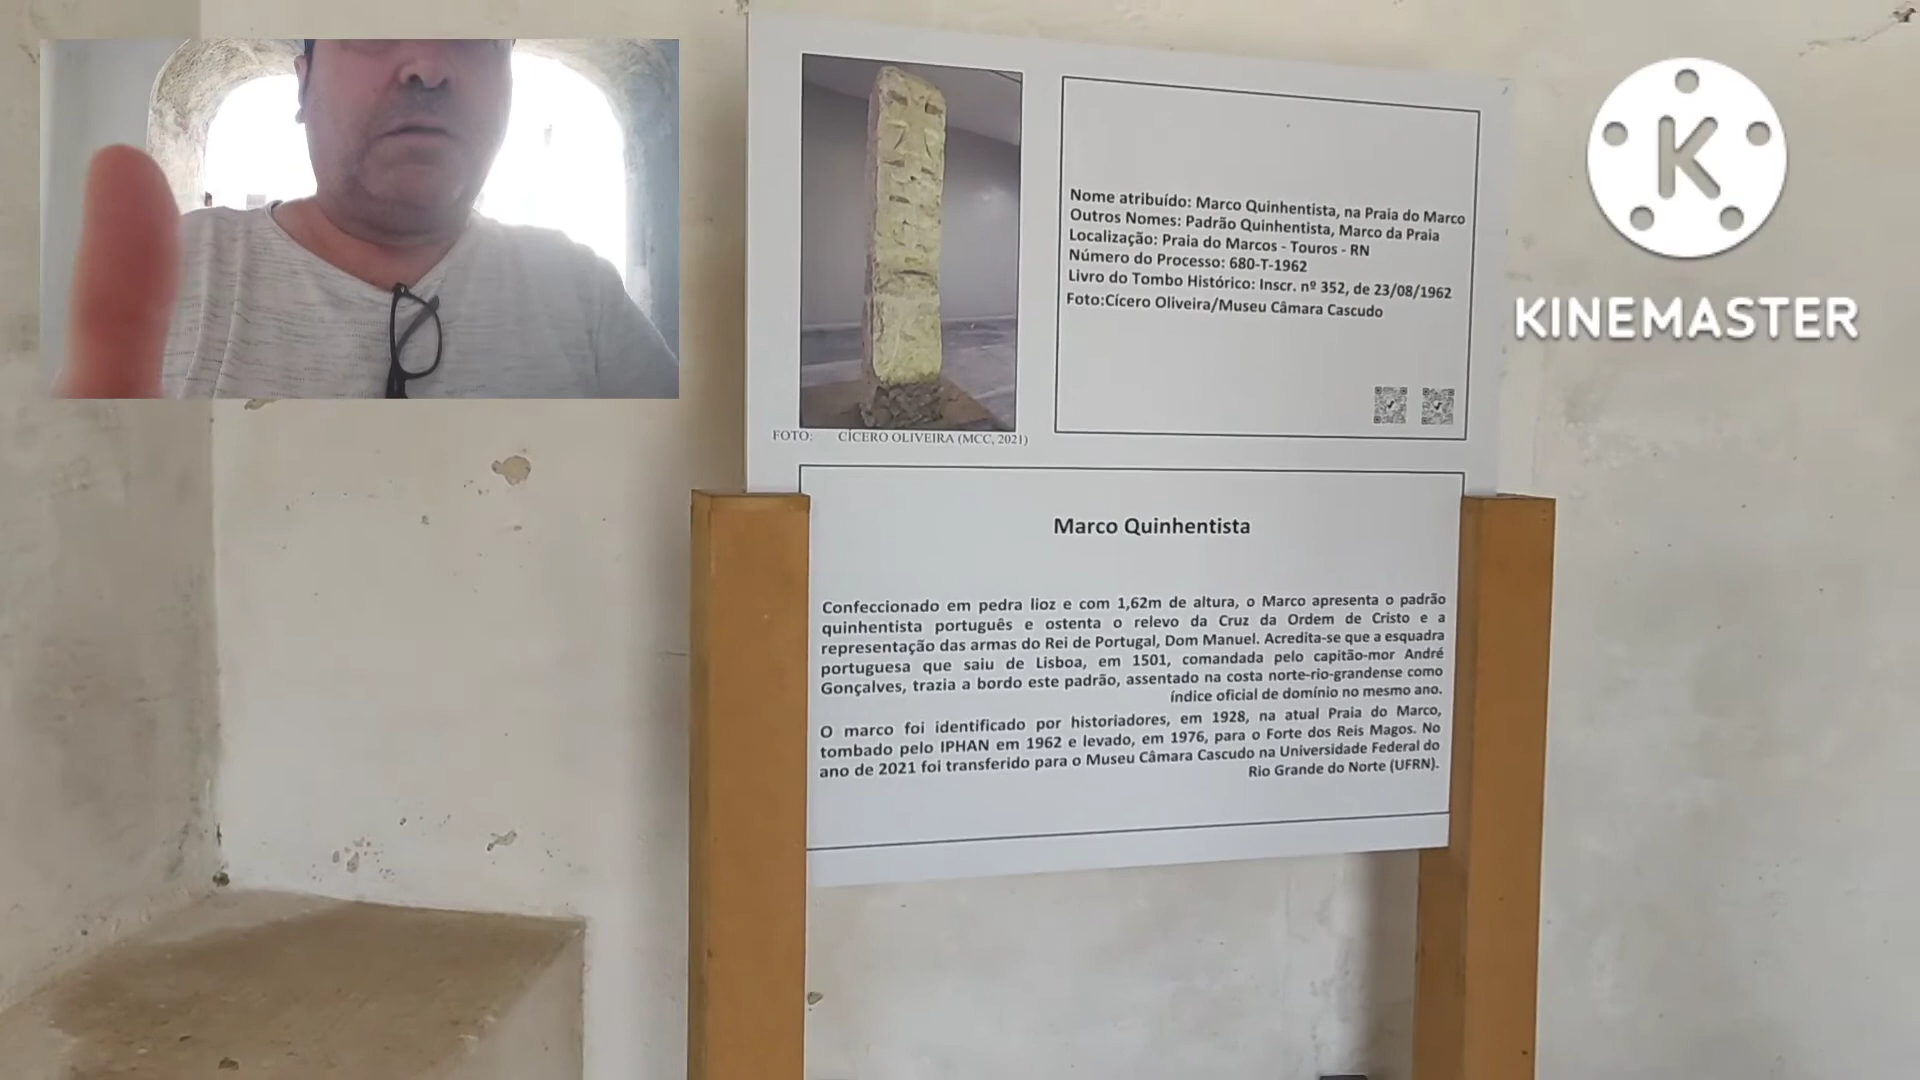 Nome atribuído: Marco Quinhentista, na Praia do Marco
Outros Nomes: Padrão Quinhentista, Marco da Praia
Localização: Praia do Marcos - Touros - RN
Número do Processo: 680-T-1962
Livro do Tombo Histórico: Inscr. nº 352, de 23/08/1962
Foto:Cícero Oliveira/Museu Câmara Cascudo
FOTO: CÍCERO OLIVEIRA (MCC, 2021)
Marco Quinhentista
Confeccionado em pedra lioz e com 1,62m de altura, o Marco apresenta o padrão
quinhentista português e ostenta o relevo da Cruz da Ordem de Cristo e a
representação das armas do Rei de Portugal, Dom Manuel. Acredita-se que a esquadra
portuguesa que saiu de Lisboa, em 1501, comandada pelo capitão-mor André
Gonçalves, trazia a bordo este padrão, assentado na costa norte-rio-grandense como
índice oficial de domínio no mesmo ano.
O marco foi identificado por historiadores, em 1928, na atual Praia do Marco,
tombado pelo IPHAN em 1962 e levado, em 1976, para o Forte dos Reis Magos. No
ano de 2021 foi transferido para o Museu Câmara Cascudo na Universidade Federal do
Rio Grande do Norte (UFRN).
K
KINEMASTER